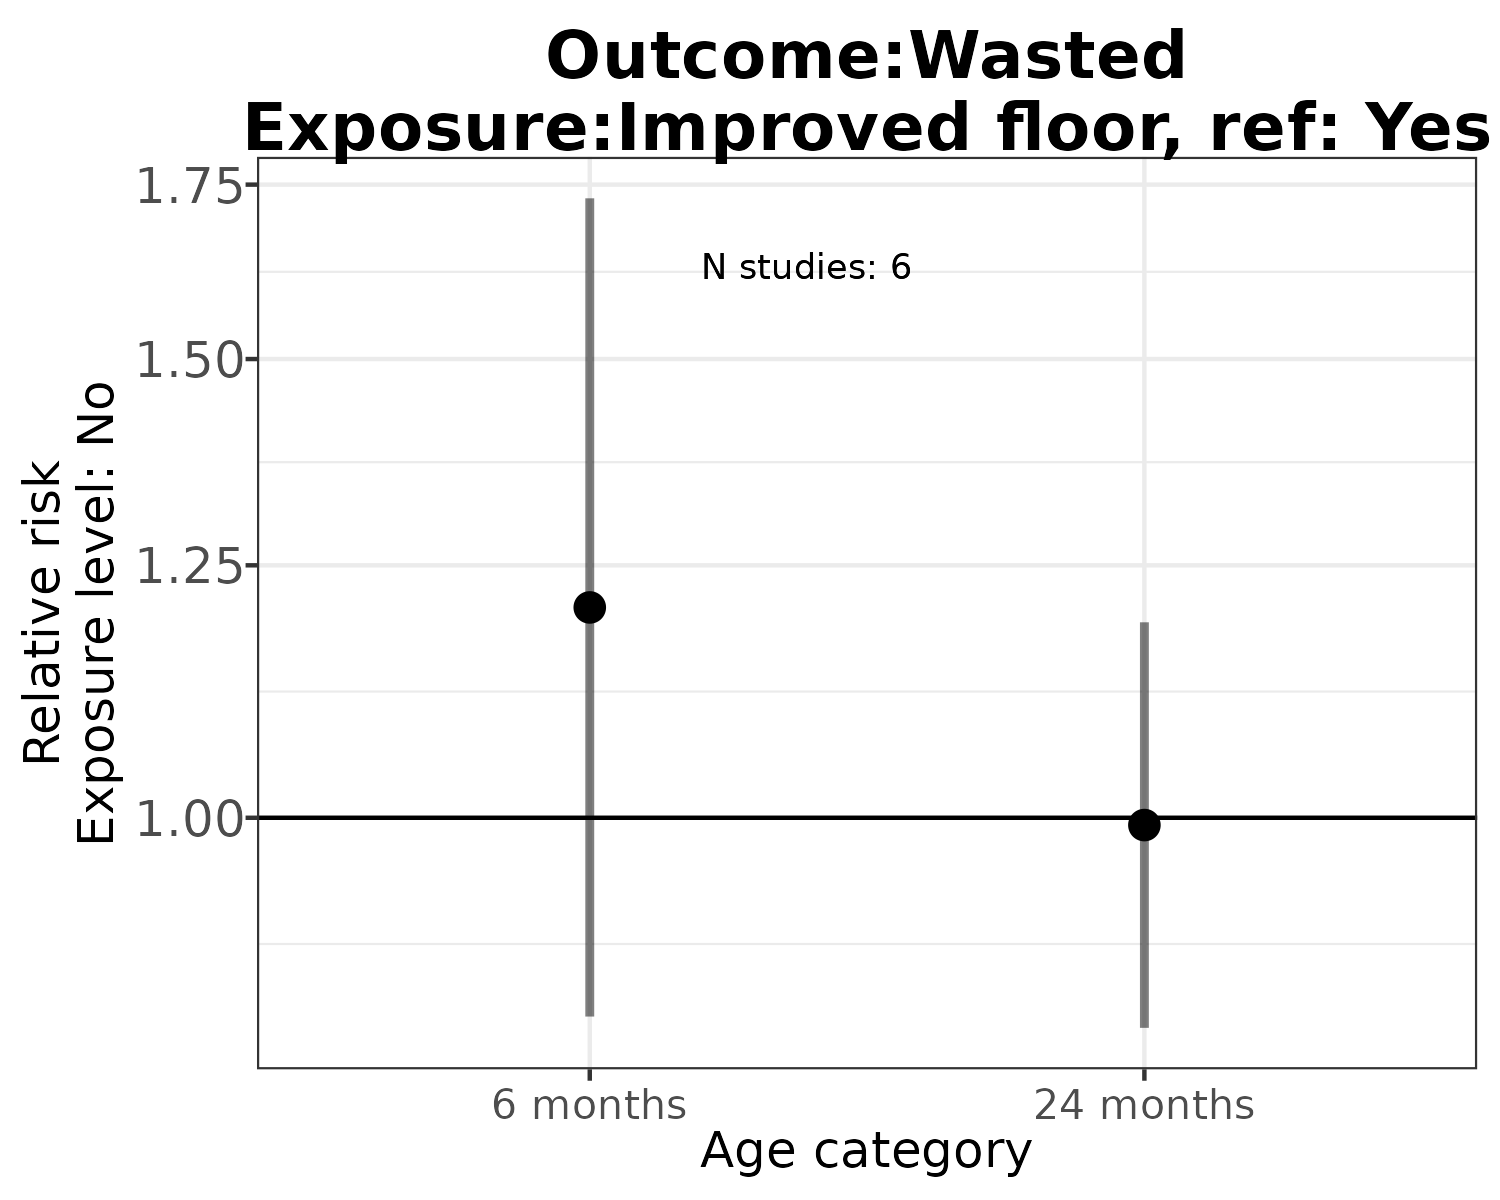 Outcome:Wasted
Exposure:Improved floor, ref: Yes
Relative risk
Exposure level: No
1.75
1.50
1.25
1.00
N studies: 6
6 months
24 months
Age category